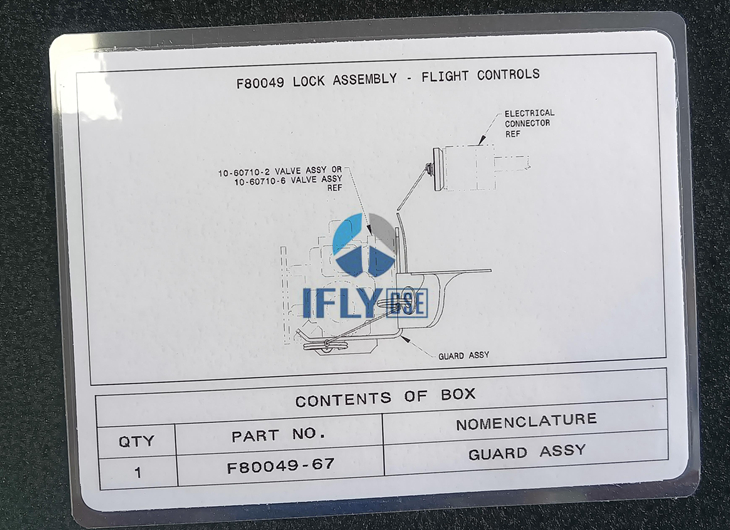 F80049 LOCK ASSEMBLY - FLIGHT CONTROLS
ELECTRICAL
CONNECTOR
REF
10-60710-2 VALVE ASSY OR
10-60710-6 VALVE ASSY
REF
IFLY BSE
GUARD ASSY
CONTENTS OF BOX
QTY PART NO. NOMENCLATURE
1 F80049-67 GUARD ASSY